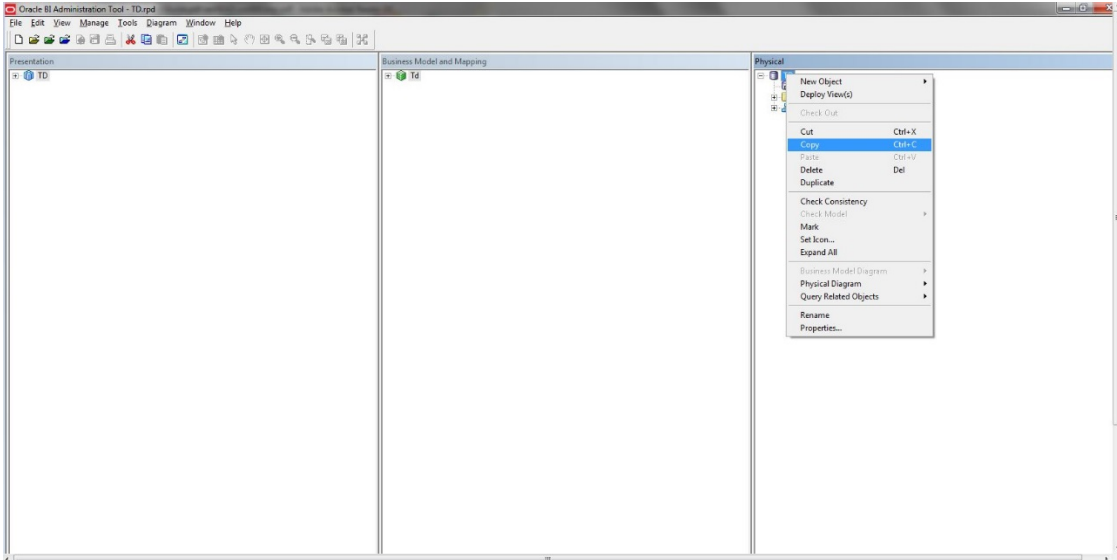 Oracle BI Administration Tool - TD.rpd
File Edit View Manage Tools Diagram Window Help
Presentation
TD
Business Model and Mapping
Td
Physical
New Object
Deploy View(s)
Check Out
Cut Ctrl+X
Copy Ctrl+C
Paste Ctrl+V
Delete Del
Duplicate
Check Consistency
Check Model
Mark
Set Icon...
Expand All
Business Model Diagram
Physical Diagram
Query Related Objects
Rename
Properties...